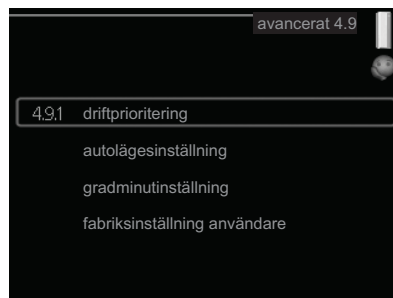 avancerat 4.9
4.9.1 driftprioritering
autolägesinställning
gradminutinställning
fabriksinställning användare